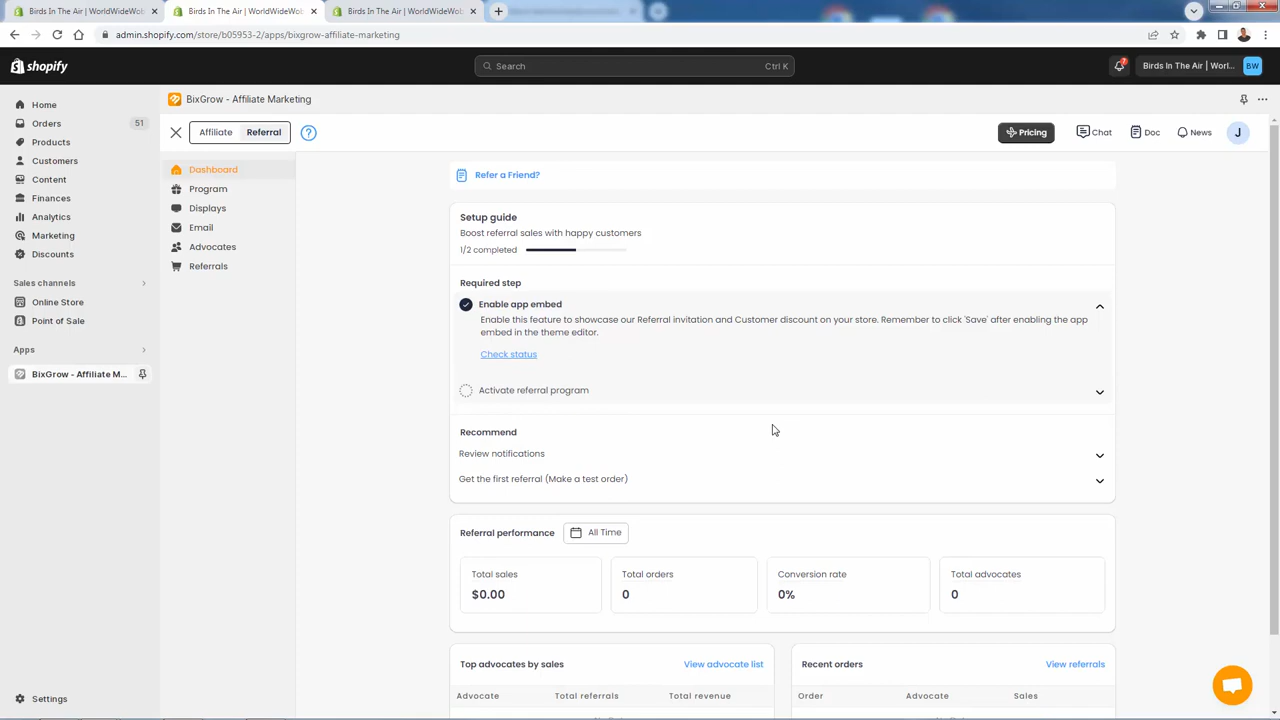 Birds In The Air | WorldWideWob
Birds In The Air | WorldWideWob
Birds In The Air | WorldWideWob
admin.shopify.com/store/b05953-2/apps/bixgrow-affiliate-marketing
shopify
Search
Ctrl K
7
Birds In The Air | Worl...
BW
Home
Orders
51
Products
Customers
Content
Finances
Analytics
Marketing
Discounts
Sales channels
Online Store
Point of Sale
Apps
BixGrow - Affiliate M...
Settings
BixGrow - Affiliate Marketing
Affiliate
Referral
?
Pricing
Chat
Doc
News
J
Dashboard
Program
Displays
Email
Advocates
Referrals
Refer a Friend?
Setup guide
Boost referral sales with happy customers
1/2 completed
Required step
Enable app embed
Enable this feature to showcase our Referral invitation and Customer discount on your store. Remember to click 'Save' after enabling the app
embed in the theme editor.
Check status
Activate referral program
Recommend
Review notifications
Get the first referral (Make a test order)
Referral performance
All Time
Total sales
$0.00
Total orders
0
Conversion rate
0%
Total advocates
0
Top advocates by sales
View advocate list
Advocate
Total referrals
Total revenue
Recent orders
View referrals
Order
Advocate
Sales